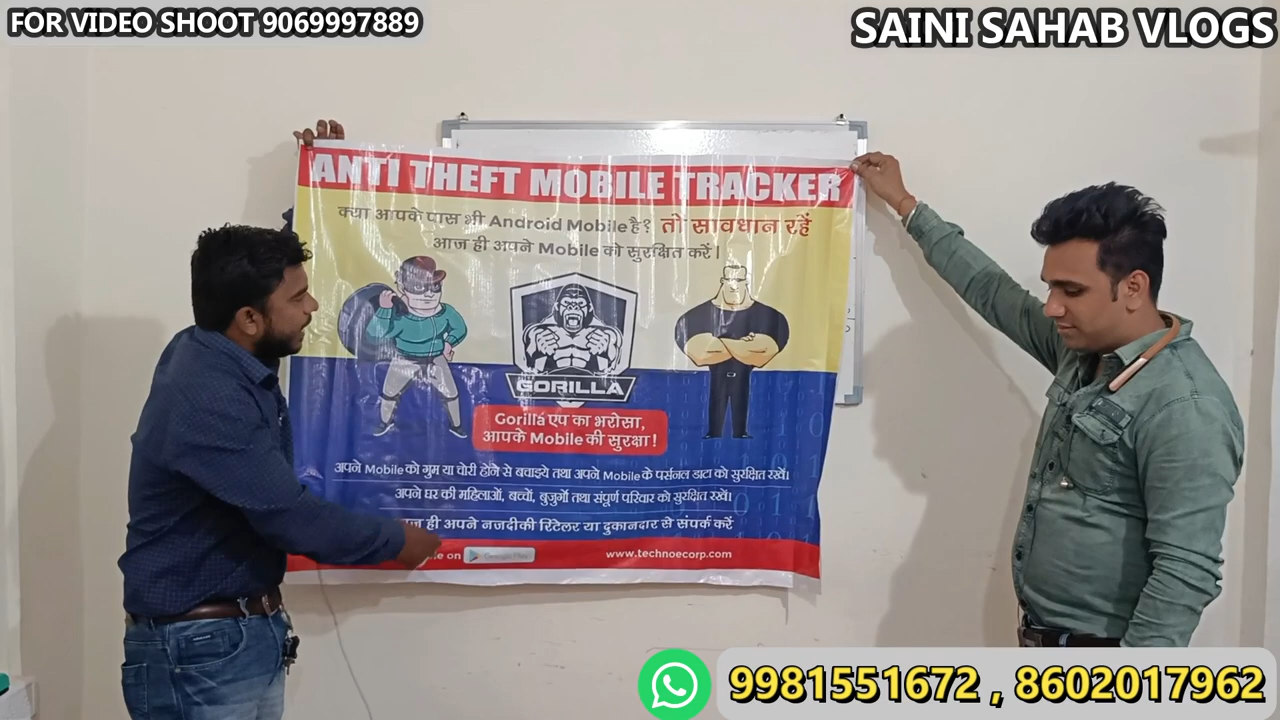 FOR VIDEO SHOOT 9069997889
SAINI SAHAB VLOGS
ANTI THEFT MOBILE TRACKER
क्या आपके पास भी Android Mobile है? तो सावधान रहें
आज ही अपने Mobile को सुरक्षित करें।
GORILLA
Gorilla एप का भरोसा,
आपके Mobile की सुरक्षा!
अपने Mobile को गुम या चोरी होने से बचाइये तथा अपने Mobile के पर्सनल डाटा को सुरक्षित रखें।
अपने घर की महिलाओं, बच्चों, बुजुर्गो तथा संपूर्ण परिवार को सुरक्षित रखें।
ही अपने नजदीकी रिटेलर या दुकानदार से संपर्क करें
on Google Play www.technoecorp.com
9981551672 , 8602017962